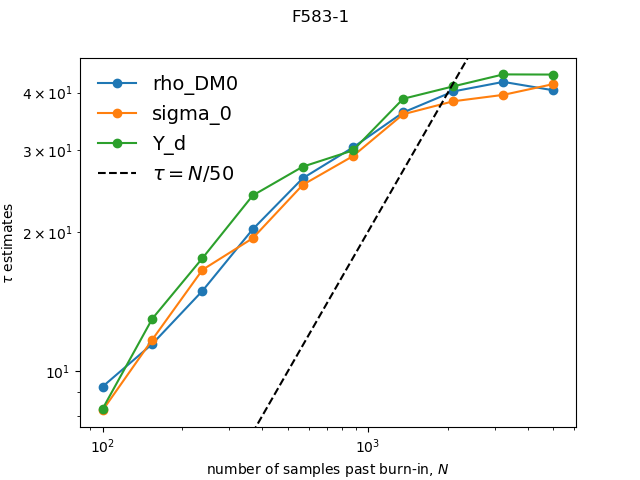 F583-1
rho_DM0
sigma_0
Y_d
τ = N/50
4 × 10¹
3 × 10¹
2 × 10¹
10¹
τ estimates
10² 10³
number of samples past burn-in, N